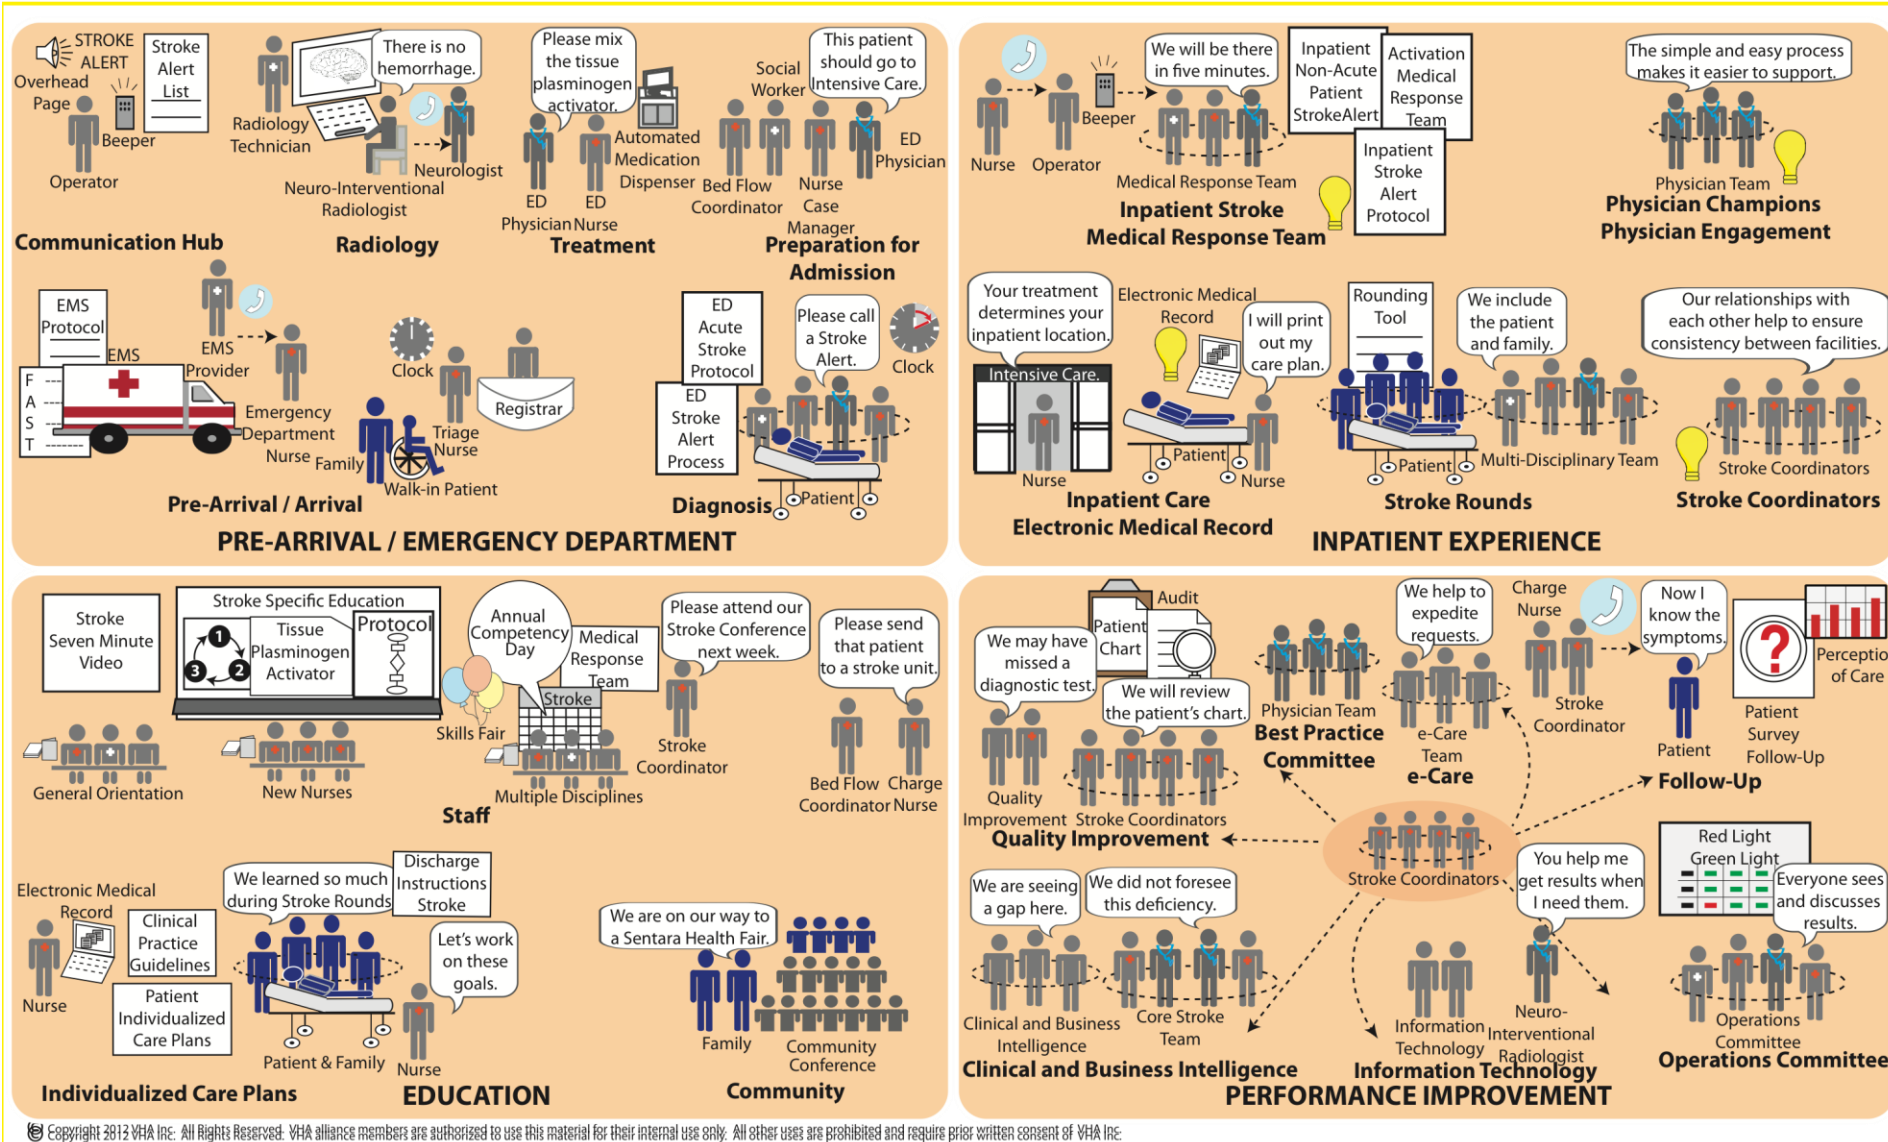 STROKE
ALERT
Overhead
Page
Beeper
Operator
Stroke
Alert
List
Communication Hub
There is no
hemorrhage.
Radiology
Technician
Neuro-Interventional
Radiologist
Neurologist
Radiology
Please mix
the tissue
plasminogen
activator.
Automated
Medication
Dispenser
ED
Physician
ED
Nurse
Treatment
This patient
should go to
Intensive Care.
Social
Worker
Bed Flow
Coordinator
Nurse
Case
Manager
ED
Physician
Preparation for
Admission
EMS
Protocol
EMS
F
A
S
T
EMS
Provider
Emergency
Department
Nurse
Clock
Family
Walk-in Patient
Triage
Nurse
Registrar
Pre-Arrival / Arrival
ED
Acute
Stroke
Protocol
ED
Stroke
Alert
Process
Please call
a Stroke
Alert.
Clock
Patient
Diagnosis
PRE-ARRIVAL / EMERGENCY DEPARTMENT
Nurse
Operator
Beeper
We will be there
in five minutes.
Medical Response Team
Inpatient
Non-Acute
Patient
StrokeAlert
Activation
Medical
Response
Team
Inpatient
Stroke
Alert
Protocol
Inpatient Stroke
Medical Response Team
The simple and easy process
makes it easier to support.
Physician Team
Physician Champions
Physician Engagement
Your treatment
determines your
inpatient location.
Intensive Care.
Nurse
Electronic Medical
Record
I will print
out my
care plan.
Patient
Nurse
Inpatient Care
Electronic Medical Record
Rounding
Tool
We include
the patient
and family.
Patient
Multi-Disciplinary Team
Stroke Rounds
Our relationships with
each other help to ensure
consistency between facilities.
Stroke Coordinators
Stroke Coordinators
INPATIENT EXPERIENCE
Stroke
Seven Minute
Video
General Orientation
Stroke Specific Education
1
2
3
Tissue
Plasminogen
Activator
Protocol
New Nurses
Annual
Competency
Day
Medical
Response
Team
Stroke
Skills Fair
Multiple Disciplines
Please attend our
Stroke Conference
next week.
Stroke
Coordinator
Please send
that patient
to a stroke unit.
Bed Flow
Coordinator
Charge
Nurse
Staff
Electronic Medical
Record
Nurse
Clinical
Practice
Guidelines
Patient
Individualized
Care Plans
We learned so much
during Stroke Rounds
Discharge
Instructions
Stroke
Let's work
on these
goals.
Patient & Family
Nurse
Individualized Care Plans
We are on our way to
a Sentara Health Fair.
Family
Community
Conference
Community
EDUCATION
Patient
Chart
Audit
We may have
missed a
diagnostic test.
We will review
the patient's chart.
Quality
Improvement
Stroke Coordinators
Quality Improvement
Physician Team
Best Practice
Committee
We help to
expedite
requests.
e-Care
Team
e-Care
Charge
Nurse
Stroke
Coordinator
Now I
know the
symptoms.
Patient
?
Perceptio
of Care
Patient
Survey
Follow-Up
Follow-Up
Stroke Coordinators
We are seeing
a gap here.
Clinical and Business
Intelligence
We did not foresee
this deficiency.
Core Stroke
Team
Clinical and Business Intelligence
You help me
get results when
I need them.
Information
Technology
Neuro-
Interventional
Radiologist
Information Technology
Red Light
Green Light
Everyone sees
and discusses
results.
Operations
Committee
Operations Committee
PERFORMANCE IMPROVEMENT
© Copyright 2012 VHA Inc. All Rights Reserved. VHA alliance members are authorized to use this material for their internal use only. All other uses are prohibited and require prior written consent of VHA Inc.